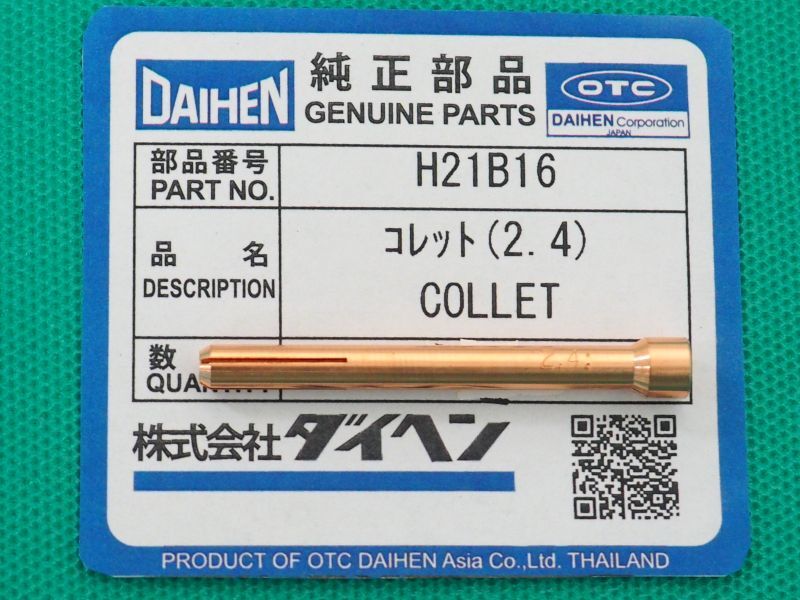 DAIHEN
純正部品
GENUINE PARTS
OTC
DAIHEN Corporation
JAPAN
部品番号
PART NO.
H21B16
品名
DESCRIPTION
コレット(2.4)
COLLET
数
2.4
株式会社ダイヘン
PRODUCT OF OTC DAIHEN Asia Co.,Ltd. THAILAND